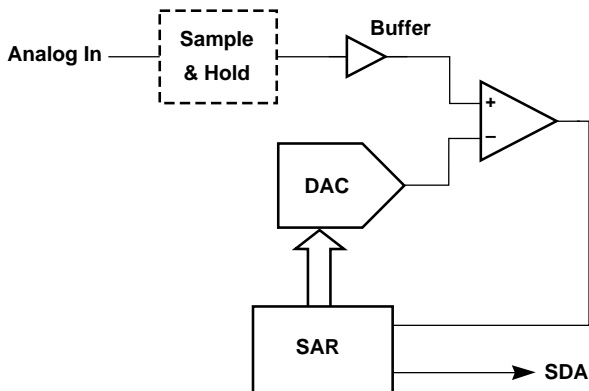 Buffer
Analog In
Sample
& Hold
+
−
DAC
SAR
SDA